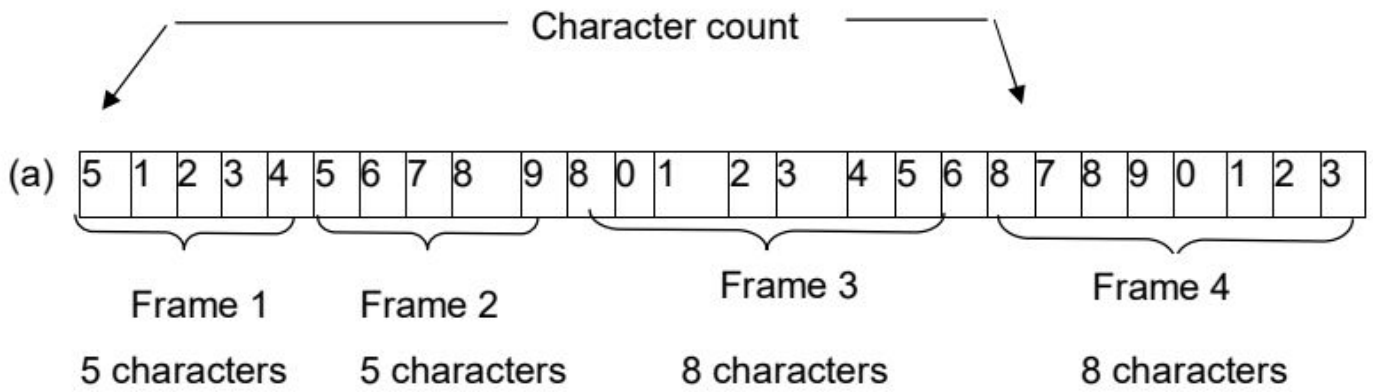 Character count
(a) 5 1 2 3 4 5 6 7 8 9 8 0 1 2 3 4 5 6 8 7 8 9 0 1 2 3
Frame 1 Frame 2 Frame 3 Frame 4
5 characters 5 characters 8 characters 8 characters